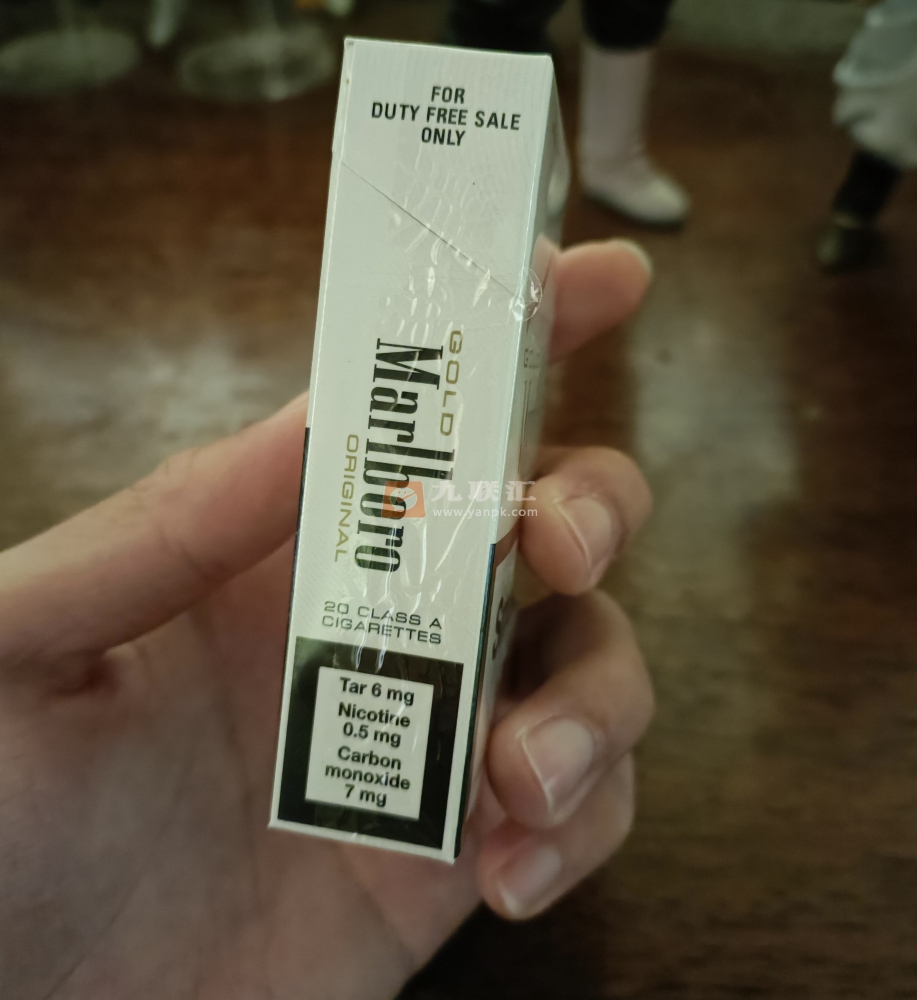 FOR
DUTY FREE SALE
ONLY
GOLD
Marlboro
ORIGINAL
20 CLASS A
CIGARETTES
Tar 6 mg
Nicotine
0.5 mg
Carbon
monoxide
7 mg
九联汇
www.yanpk.com